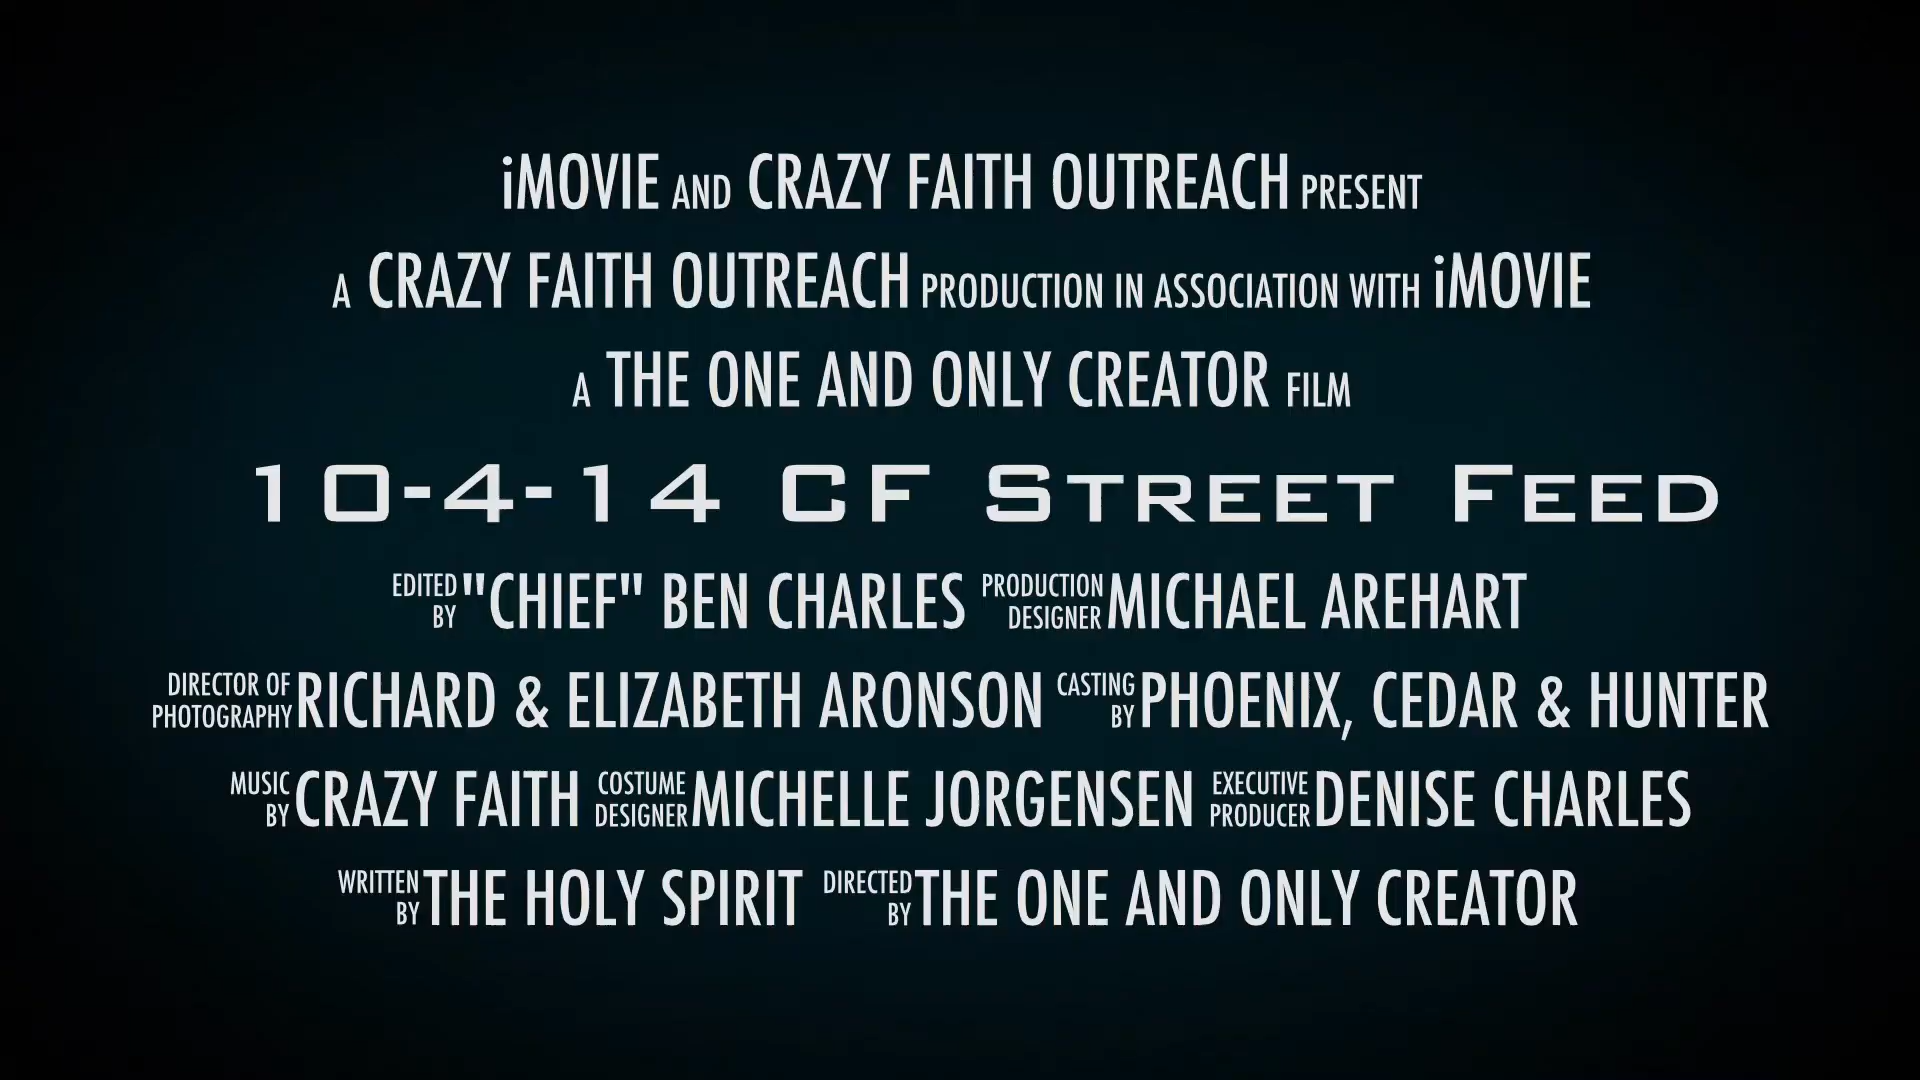 iMOVIE AND CRAZY FAITH OUTREACH PRESENT
A CRAZY FAITH OUTREACH PRODUCTION IN ASSOCIATION WITH iMOVIE
A THE ONE AND ONLY CREATOR FILM
10-4-14 CF STREET FEED
EDITED BY "CHIEF" BEN CHARLES PRODUCTION DESIGNER MICHAEL AREHART
DIRECTOR OF PHOTOGRAPHY RICHARD & ELIZABETH ARONSON CASTING BY PHOENIX, CEDAR & HUNTER
MUSIC BY CRAZY FAITH COSTUME DESIGNER MICHELLE JORGENSEN EXECUTIVE PRODUCER DENISE CHARLES
WRITTEN BY THE HOLY SPIRIT DIRECTED BY THE ONE AND ONLY CREATOR